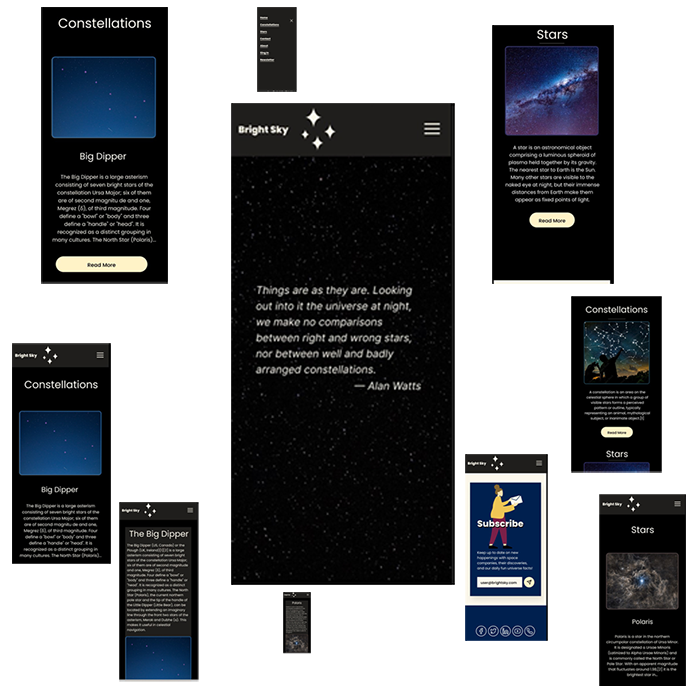 Constellations
Big Dipper
The Big Dipper is a large asterism
consisting of seven bright stars of the
constellation Ursa Major; six of them
are of second magnitu de and one,
Megrez (δ), of third magnitude. Four
define a "bowl" or "body" and three
define a "handle" or "head". It is
recognized as a distinct grouping in
many cultures. The North Star (Polaris)...
Read More
Home
Constellations
Stars
Contact
About
Sign in
Newsletter
Bright Sky
Things are as they are. Looking
out into it the universe at night,
we make no comparisons
between right and wrong stars,
nor between well and badly
arranged constellations.
— Alan Watts
Stars
A star is an astronomical object
comprising a luminous spheroid of
plasma held together by its gravity.
The nearest star to Earth is the Sun.
Many other stars are visible to the
naked eye at night, but their immense
distances from Earth make them
appear as fixed points of light.
Read More
Constellations
A constellation is an area on the
celestial sphere in which a group of
visible stars forms a perceived
pattern or outline, typically
representing an animal, mythological
subject, or inanimate object [1].
Read More
Stars
Bright Sky
Constellations
Big Dipper
The Big Dipper is a large asterism
consisting of seven bright stars of the
constellation Ursa Major; six of them
are of second magnitu de and one,
Megrez (δ), of third magnitude. Four
define a "bowl" or "body" and three
define a "handle" or "head". It is
recognized as a distinct grouping in
many cultures. The North Star (Polaris)...
Bright Sky
The Big Dipper
The Big Dipper (US, Canada) or the
Plough (UK, Ireland)[1][2] is a large
asterism consisting of seven bright
stars of the constellation Ursa Major;
six of them are of second magnitude
and one, Megrez (δ), of third
magnitude. Four define a "bowl" or
"body" and three define a "handle" or
"head". It is recognized as a distinct
grouping in many cultures. The North
Star (Polaris), the current northern
pole star and the tip of the handle of
the Little Dipper (Little Bear), can be
located by extending an imaginary
line through the front two stars of the
asterism, Merak and Dubhe (α). This
makes it useful in celestial
navigation.
Polaris
Bright Sky
Subscribe
Keep up to date on new
happenings with space
companies, their discoveries,
and our daily fun universe facts!
user@brightsky.com
Bright Sky
Stars
Polaris
Polaris is a star in the northern
circumpolar constellation of Ursa Minor.
It is designated α Ursae Minoris
(Latinized to Alpha Ursae Minoris) and
is commonly called the North Star or
Pole Star. With an apparent magnitude
that fluctuates around 1.98,[3] it is the
brightest star in...